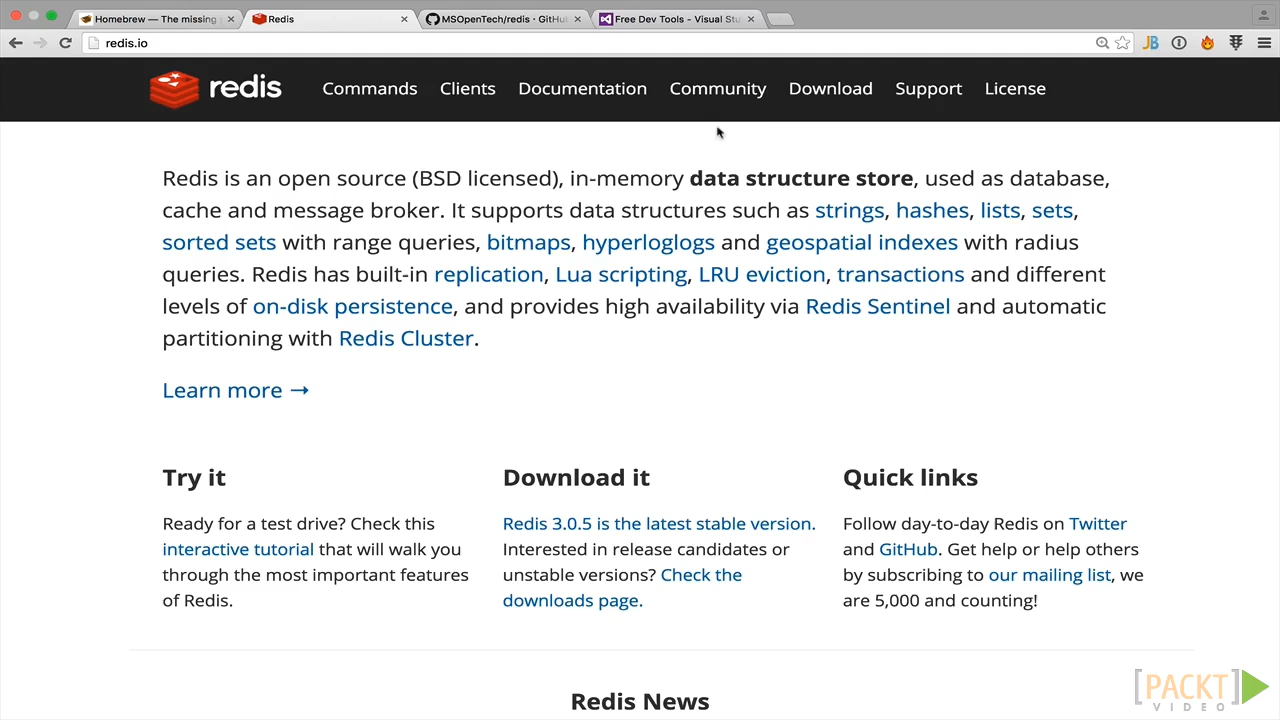 Homebrew — The missing
Redis
MSOpenTech/redis · GitHub
Free Dev Tools - Visual Stu
redis.io
JB
redis
Commands
Clients
Documentation
Community
Download
Support
License
Redis is an open source (BSD licensed), in-memory data structure store, used as database,
cache and message broker. It supports data structures such as strings, hashes, lists, sets,
sorted sets with range queries, bitmaps, hyperloglogs and geospatial indexes with radius
queries. Redis has built-in replication, Lua scripting, LRU eviction, transactions and different
levels of on-disk persistence, and provides high availability via Redis Sentinel and automatic
partitioning with Redis Cluster.
Learn more →
Try it
Ready for a test drive? Check this
interactive tutorial that will walk you
through the most important features
of Redis.
Download it
Redis 3.0.5 is the latest stable version.
Interested in release candidates or
unstable versions? Check the
downloads page.
Quick links
Follow day-to-day Redis on Twitter
and GitHub. Get help or help others
by subscribing to our mailing list, we
are 5,000 and counting!
Redis News
[PACKT]
VIDEO